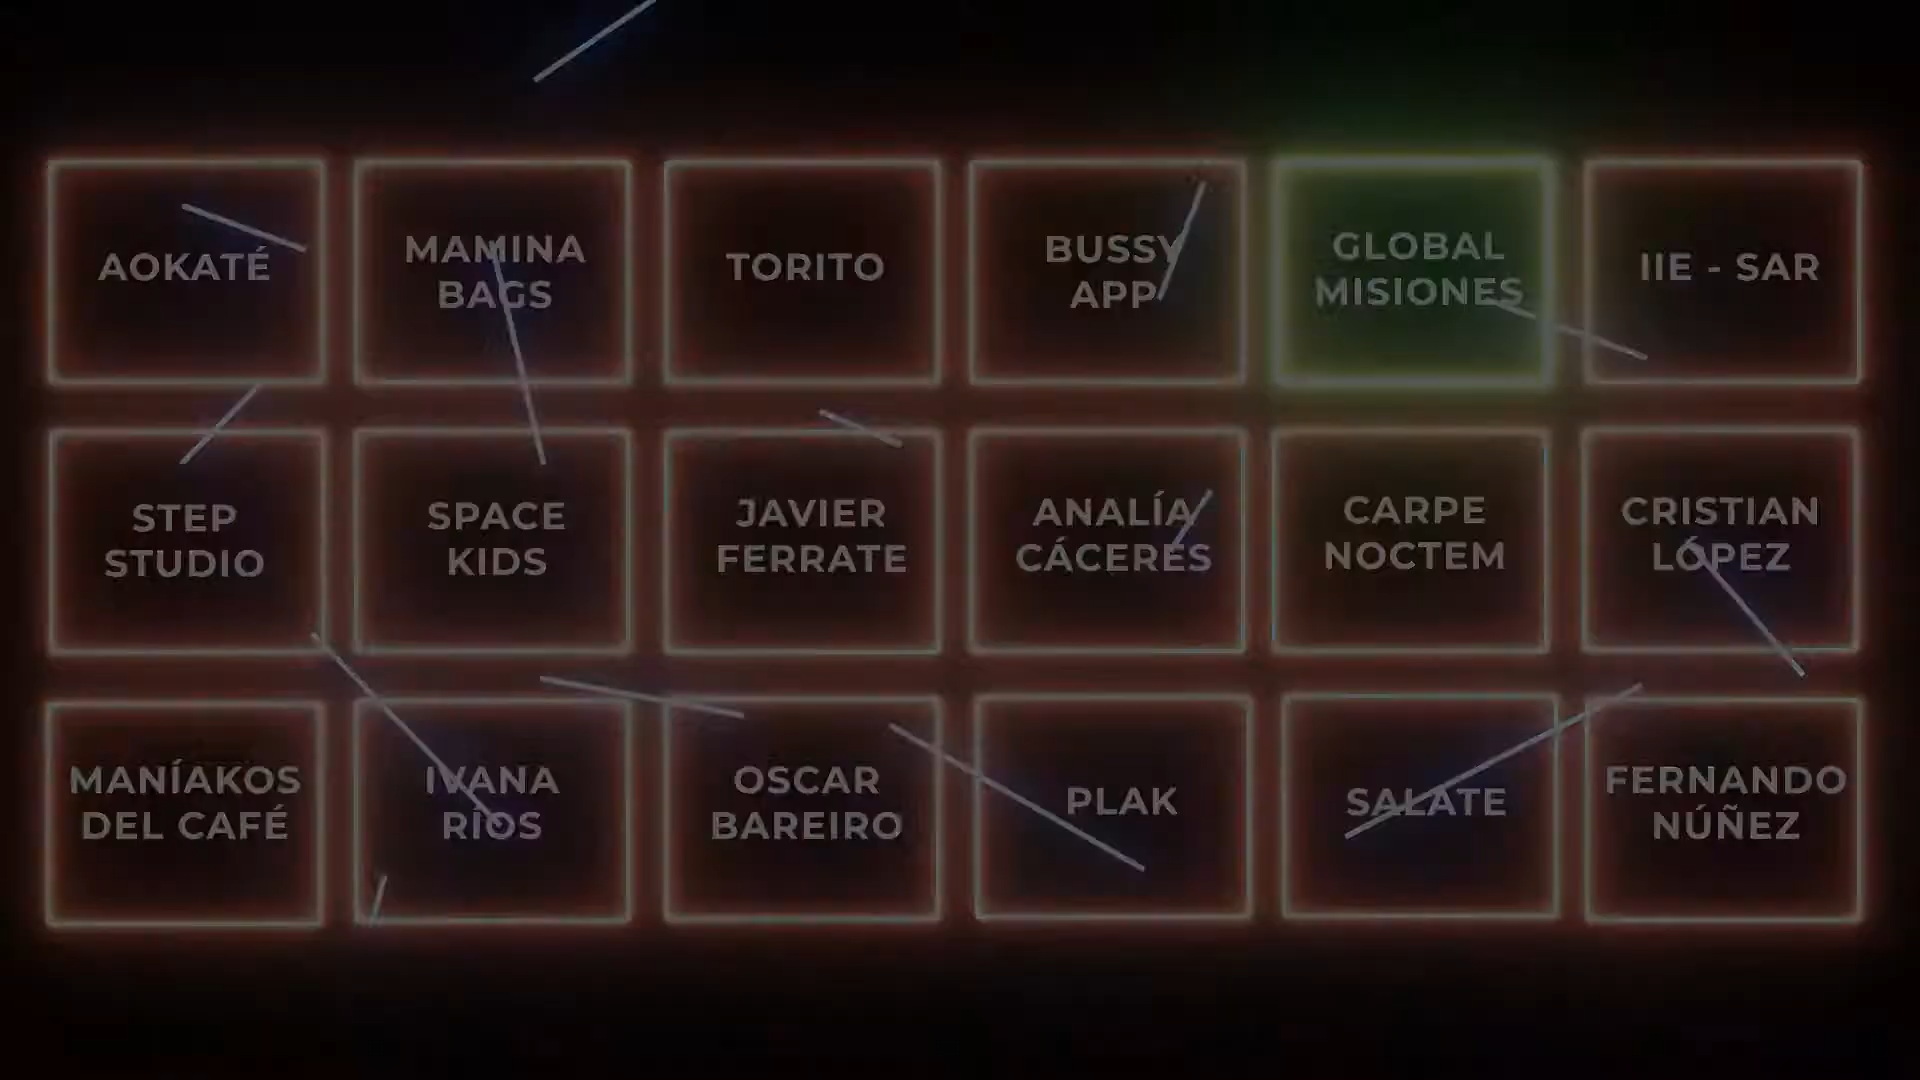 AOKATÉ
MAMINA
BAGS
TORITO
BUSSY
APP
GLOBAL
MISIONES
IIE - SAR
STEP
STUDIO
SPACE
KIDS
JAVIER
FERRATE
ANALÍA
CÁCERES
CARPE
NOCTEM
CRISTIAN
LÓPEZ
MANÍAKOS
DEL CAFÉ
IVANA
RÍOS
OSCAR
BAREIRO
PLAK
SALATE
FERNANDO
NÚÑEZ